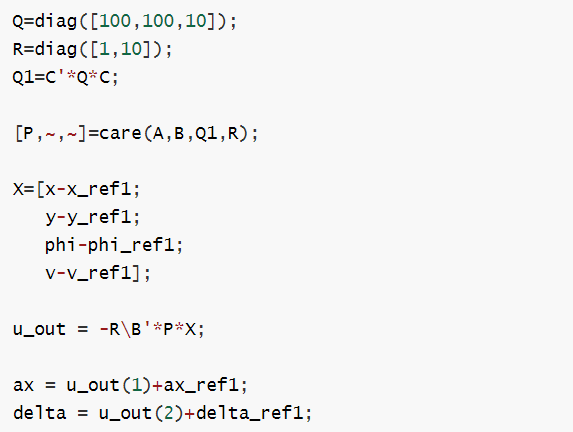 Q=diag([100,100,10]);
R=diag([1,10]);
Q1=C'*Q*C;
[P,~,~]=care(A,B,Q1,R);
X=[x-x_ref1;
y-y_ref1;
phi-phi_ref1;
v-v_ref1];
u_out = -R\B'*P*X;
ax = u_out(1)+ax_ref1;
delta = u_out(2)+delta_ref1;